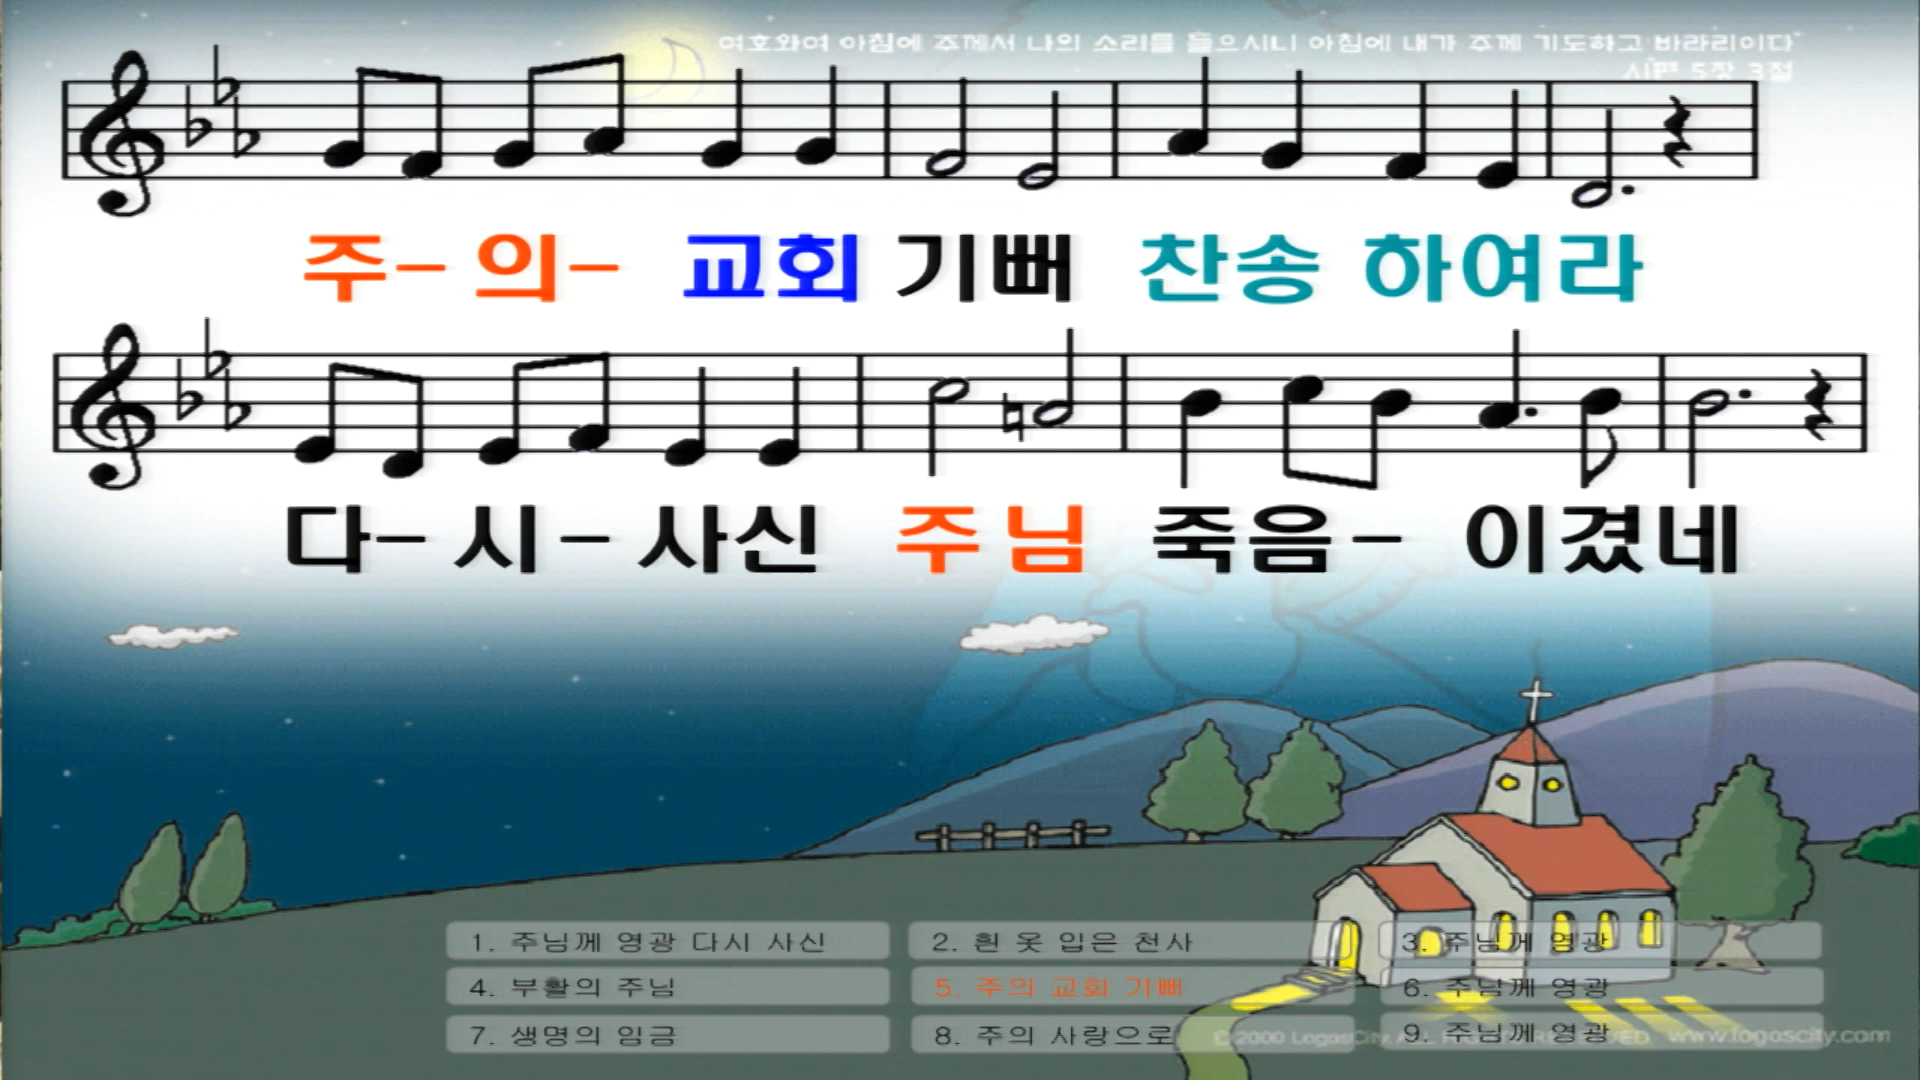 여호와여 아침에 주께서 나의 소리를 들으시니 아침에 내가 주께 기도하고 바라리이다
시편 5장 3절
주- 의- 교회 기뻐 찬송 하여라
다- 시 - 사신 주님 죽음- 이겼네
1. 주님께 영광 다시 사신
2. 흰 옷 입은 천사
3. 주님께 영광
4. 부활의 주님
5. 주의 교회 기뻐
6. 주님께 영광
7. 생명의 임금
8. 주의 사랑으로
9. 주님께 영광
© 2000 LogosCity, ALL RIGHTS RESERVED. www.logoscity.com